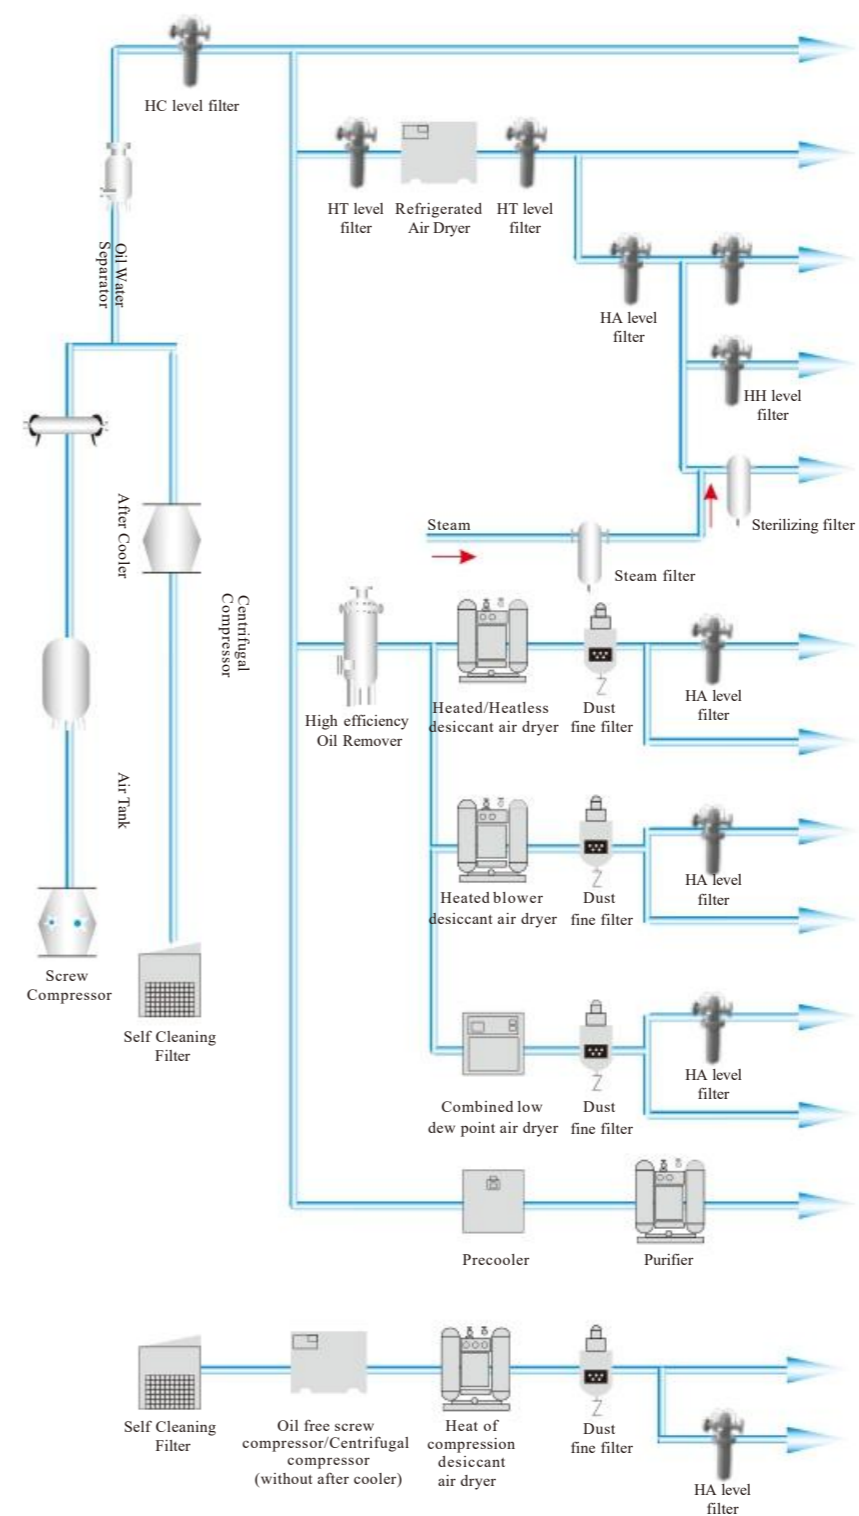 HC level filter
HT level
filter
Refrigerated
Air Dryer
HT level
filter
Oil Water
Separator
HA level
filter
HH level
filter
After Cooler
Steam
Sterilizing filter
Steam filter
Centrifugal
Compressor
High efficiency
Oil Remover
Heated/Heatless
desiccant air dryer
Dust
fine filter
HA level
filter
Air Tank
Heated blower
desiccant air dryer
Dust
fine filter
HA level
filter
Screw
Compressor
Self Cleaning
Filter
Combined low
dew point air dryer
Dust
fine filter
HA level
filter
Precooler
Purifier
Self Cleaning
Filter
Oil free screw
compressor/Centrifugal
compressor
(without after cooler)
Heat of
compression
desiccant
air dryer
Dust
fine filter
HA level
filter